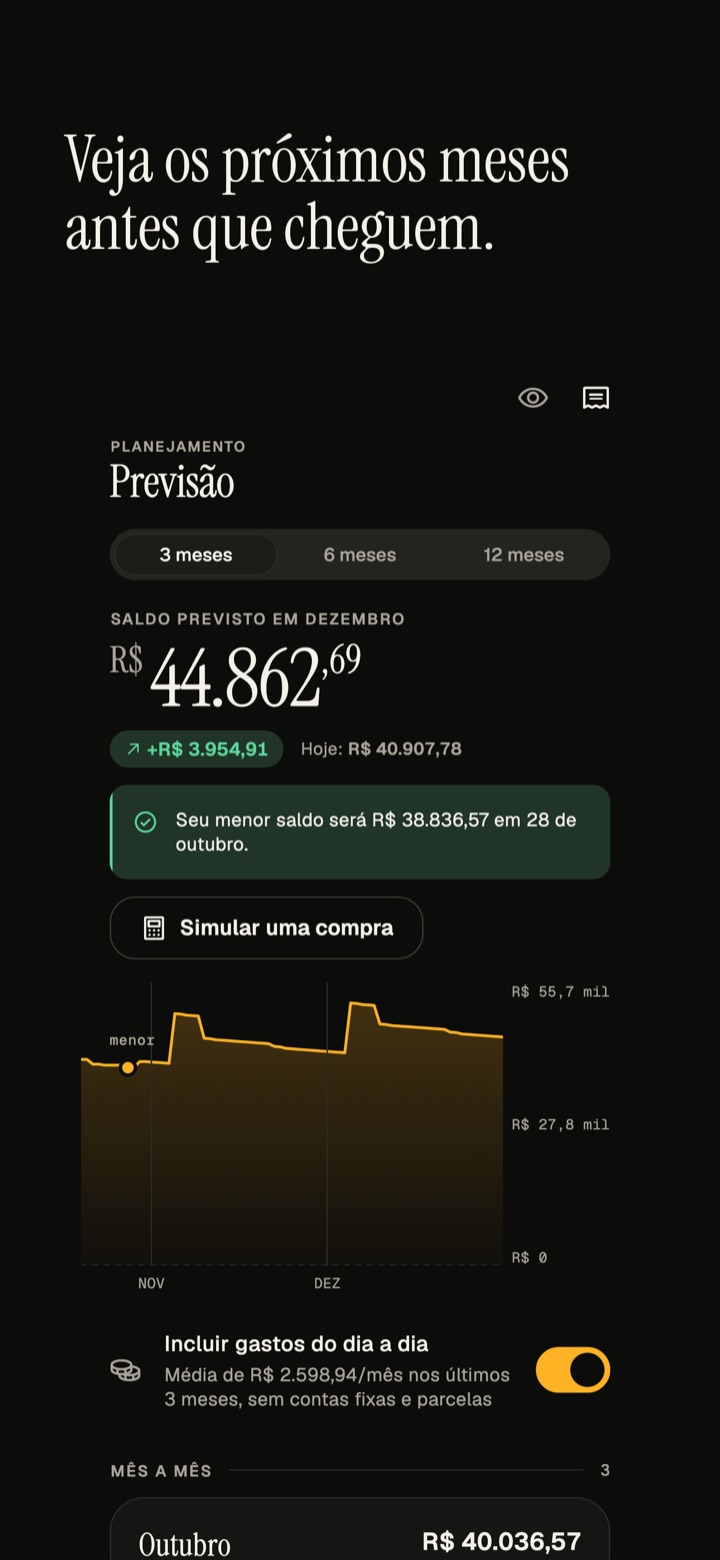 Veja os próximos meses
antes que cheguem.
PLANEJAMENTO
Previsão
3 meses 6 meses 12 meses
SALDO PREVISTO EM DEZEMBRO
R$ 44.862,69
+R$ 3.954,91 Hoje: R$ 40.907,78
Seu menor saldo será R$ 38.836,57 em 28 de
outubro.
Simular uma compra
R$ 55,7 mil
menor
R$ 27,8 mil
R$ 0
NOV DEZ
Incluir gastos do dia a dia
Média de R$ 2.598,94/mês nos últimos
3 meses, sem contas fixas e parcelas
MÊS A MÊS 3
Outubro R$ 40.036,57